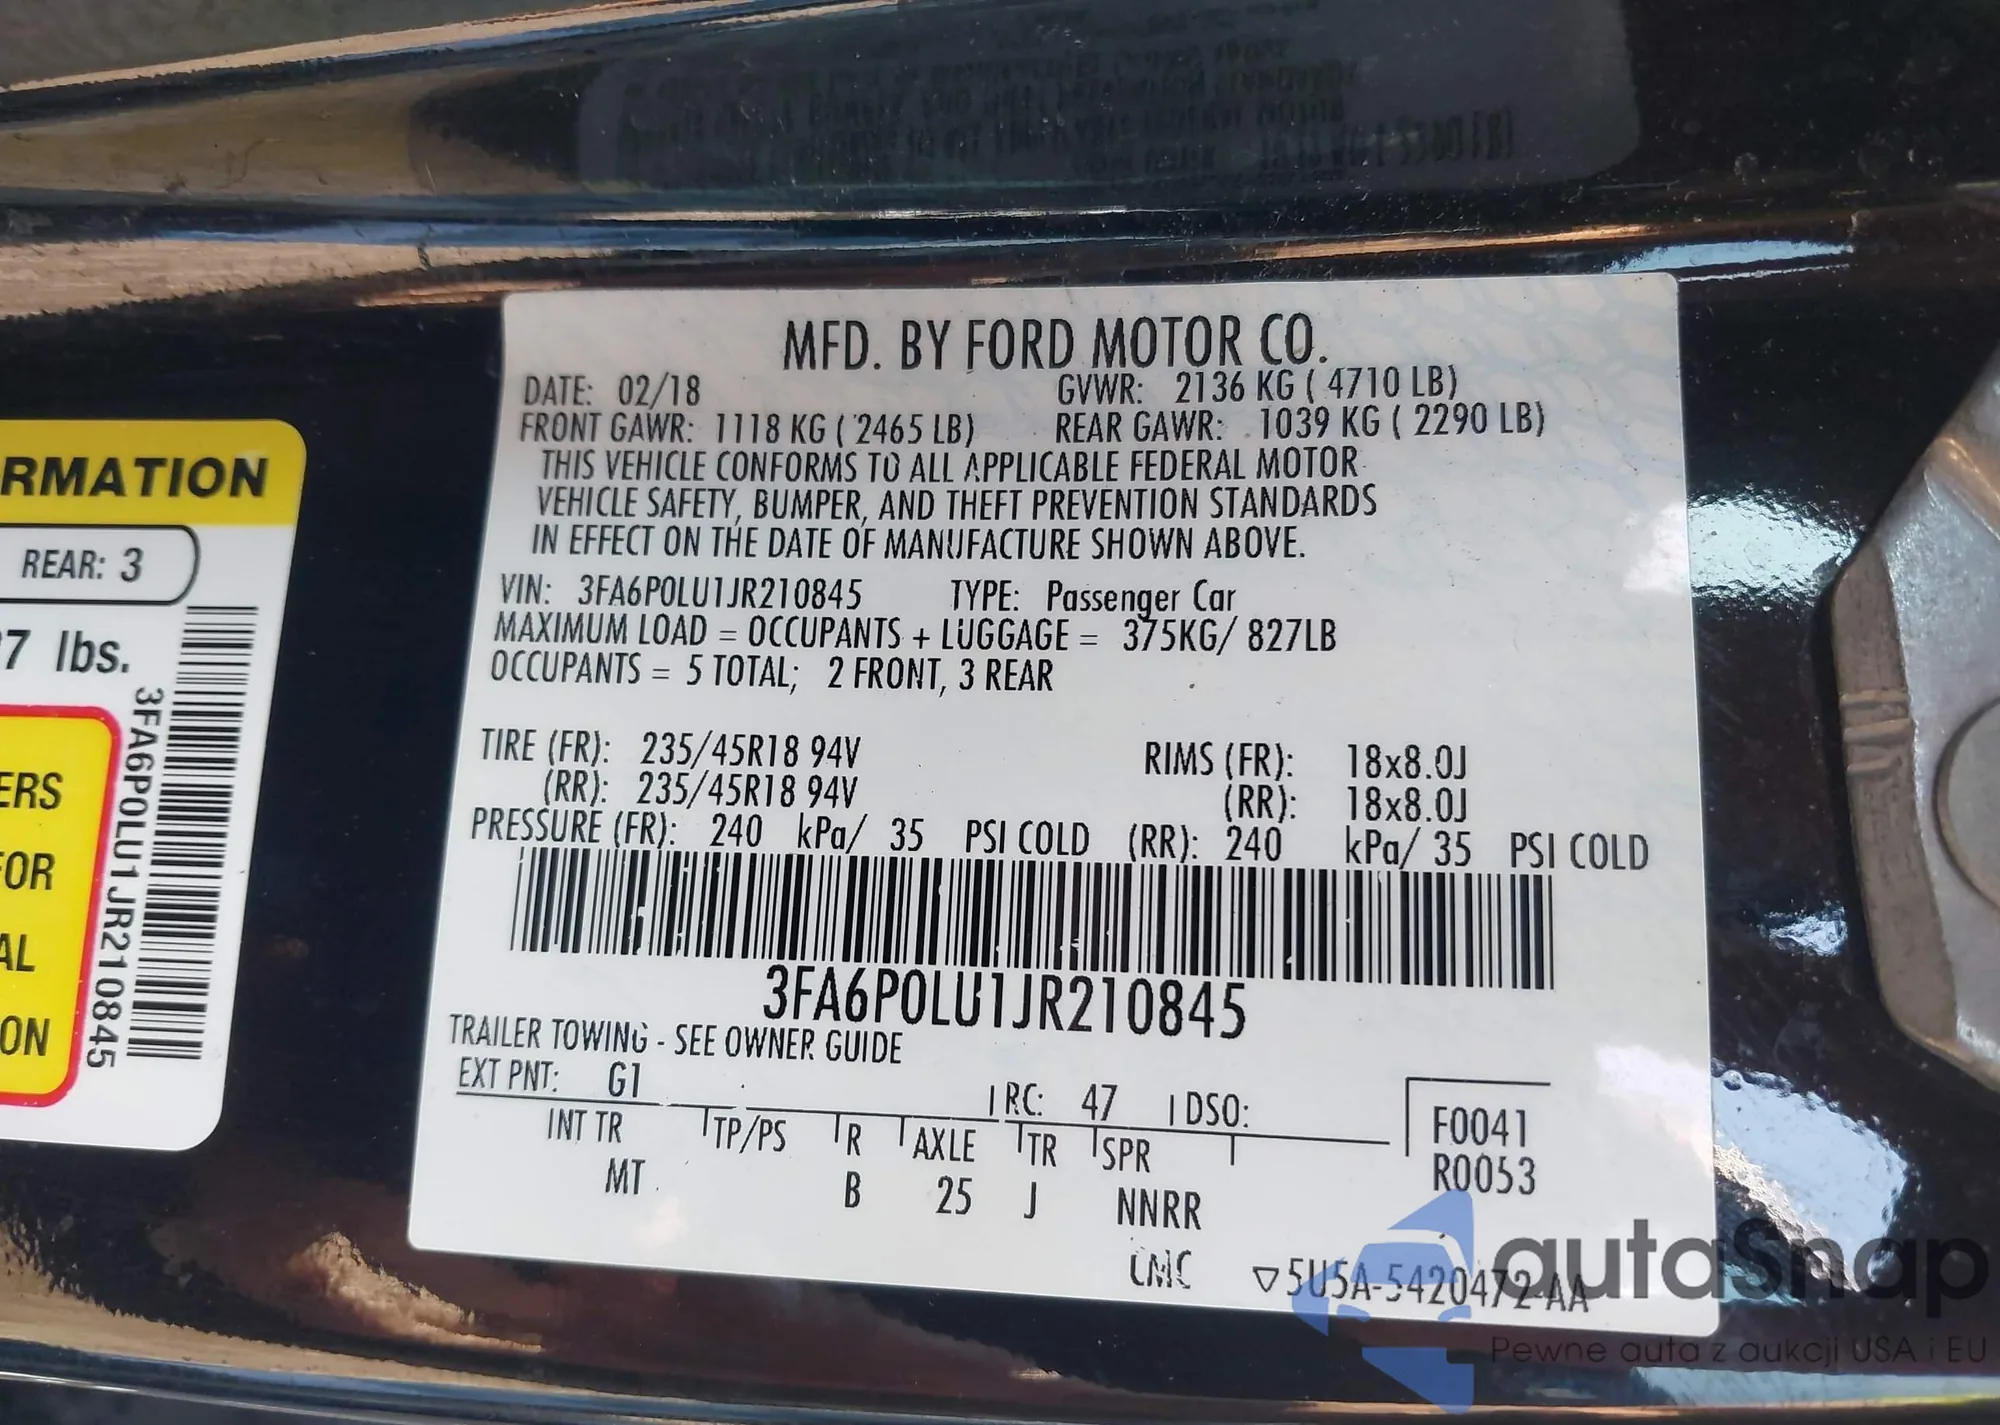 RMATION
REAR: 3
7 lbs.
ERS
FOR
AL
ON
3FA6P0LU1JR210845
MFD. BY FORD MOTOR CO.
DATE: 02/18 GVWR: 2136 KG ( 4710 LB)
FRONT GAWR: 1118 KG ( 2465 LB) REAR GAWR: 1039 KG ( 2290 LB)
THIS VEHICLE CONFORMS TO ALL APPLICABLE FEDERAL MOTOR
VEHICLE SAFETY, BUMPER, AND THEFT PREVENTION STANDARDS
IN EFFECT ON THE DATE OF MANUFACTURE SHOWN ABOVE.
VIN: 3FA6P0LU1JR210845 TYPE: Passenger Car
MAXIMUM LOAD = OCCUPANTS + LUGGAGE = 375KG/ 827LB
OCCUPANTS = 5 TOTAL; 2 FRONT, 3 REAR
TIRE (FR): 235/45R18 94V RIMS (FR): 18x8.0J
(RR): 235/45R18 94V (RR): 18x8.0J
PRESSURE (FR): 240 kPa/ 35 PSI COLD (RR): 240 kPa/ 35 PSI COLD
3FA6P0LU1JR210845
TRAILER TOWING - SEE OWNER GUIDE
EXT PNT: G1 RC: 47 DSO:
INT TR TP/PS R AXLE TR SPR
MT B 25 J NNRR
F0041
R0053
CMC ▽5U5A-5420472-AA
autaSnap
Pewne auta z aukcji USA i EU